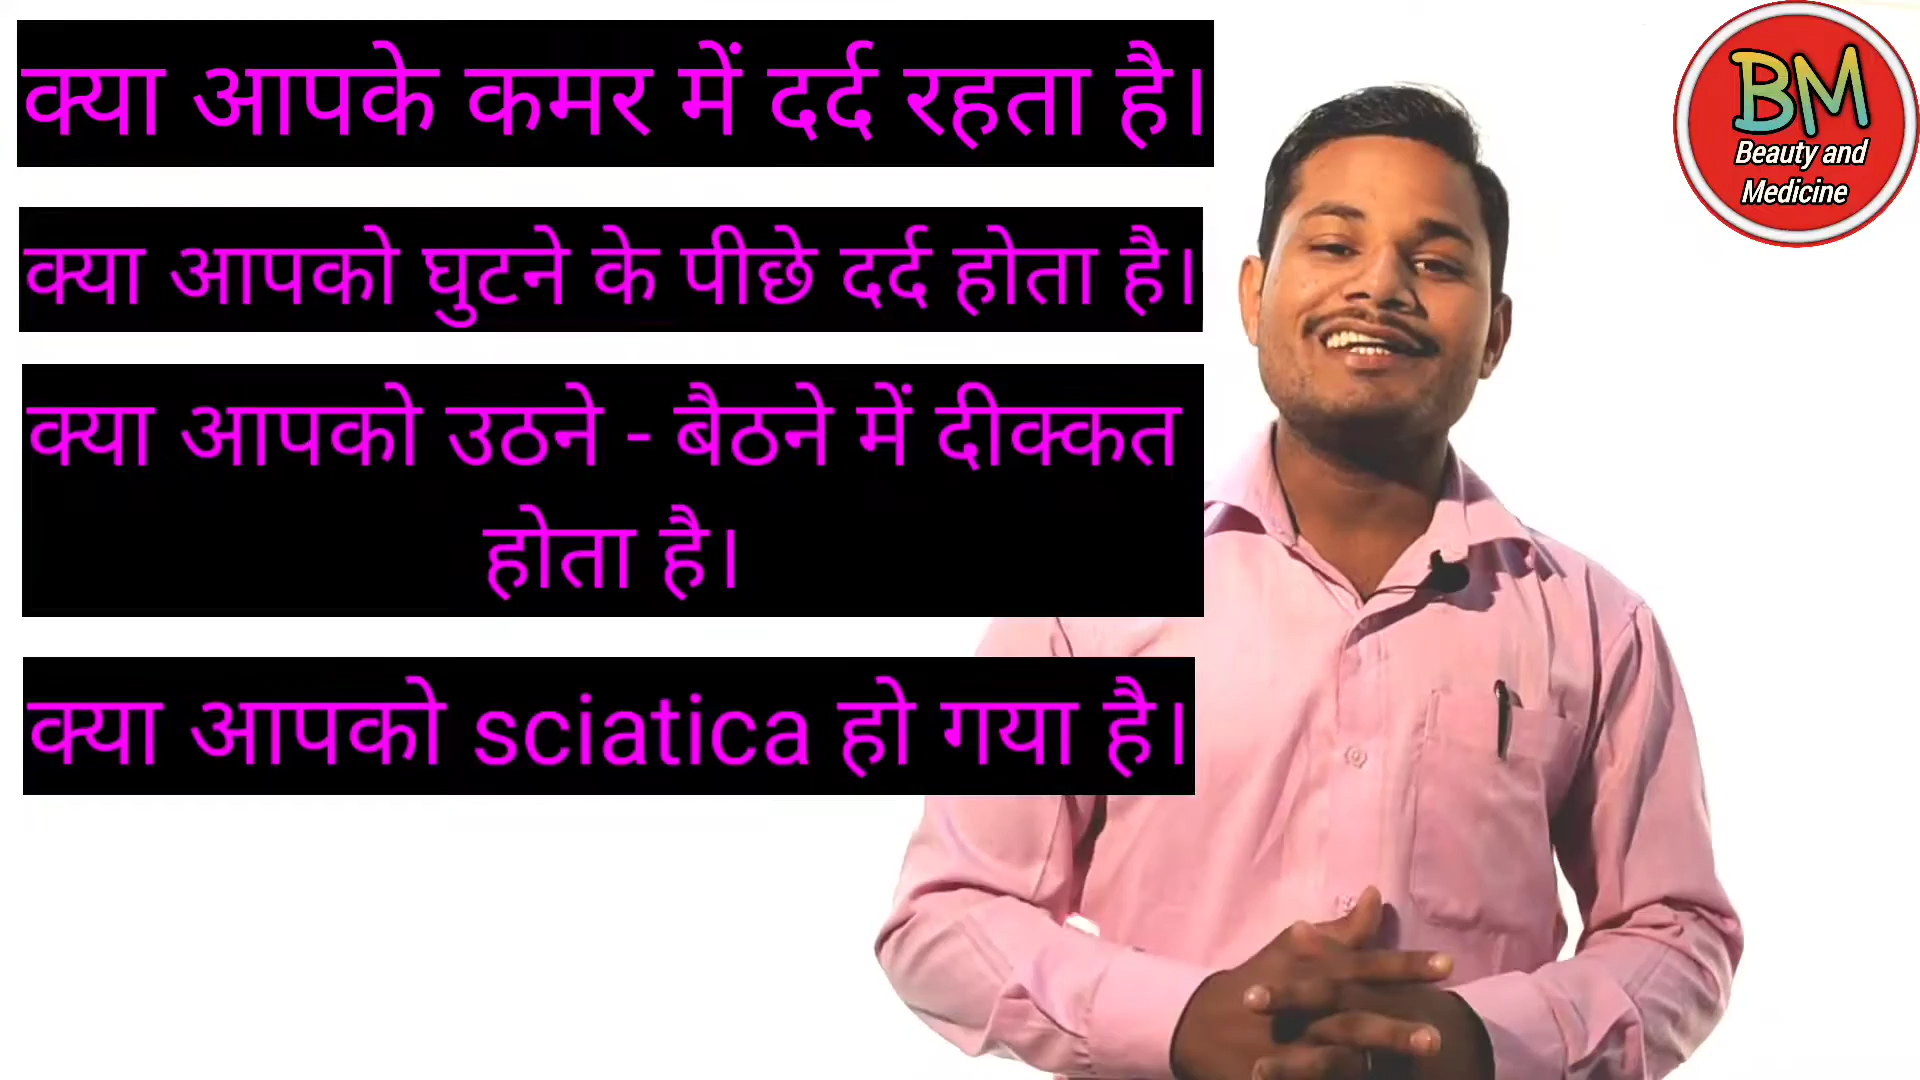 क्या आपके कमर में दर्द रहता है।
क्या आपको घुटने के पीछे दर्द होता है।
क्या आपको उठने - बैठने में दीक्कत
होता है।
क्या आपको sciatica हो गया है।
BM
Beauty and
Medicine